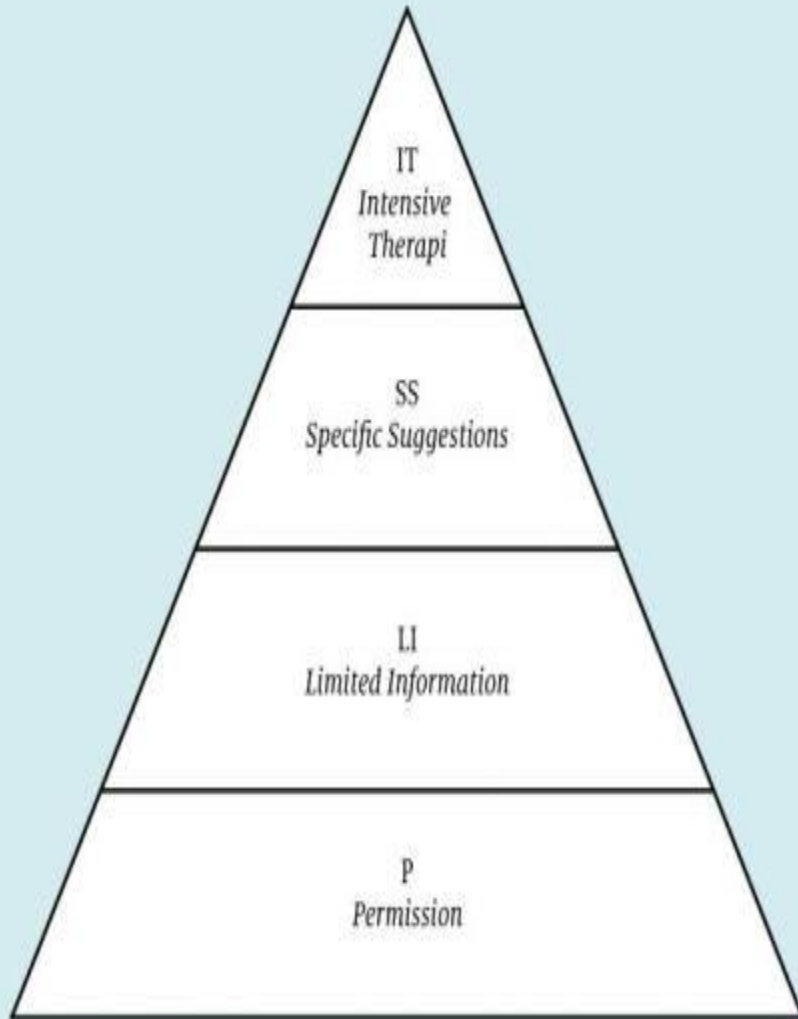 IT
Intensive
Therapi
SS
Specific Suggestions
LI
Limited Information
P
Permission